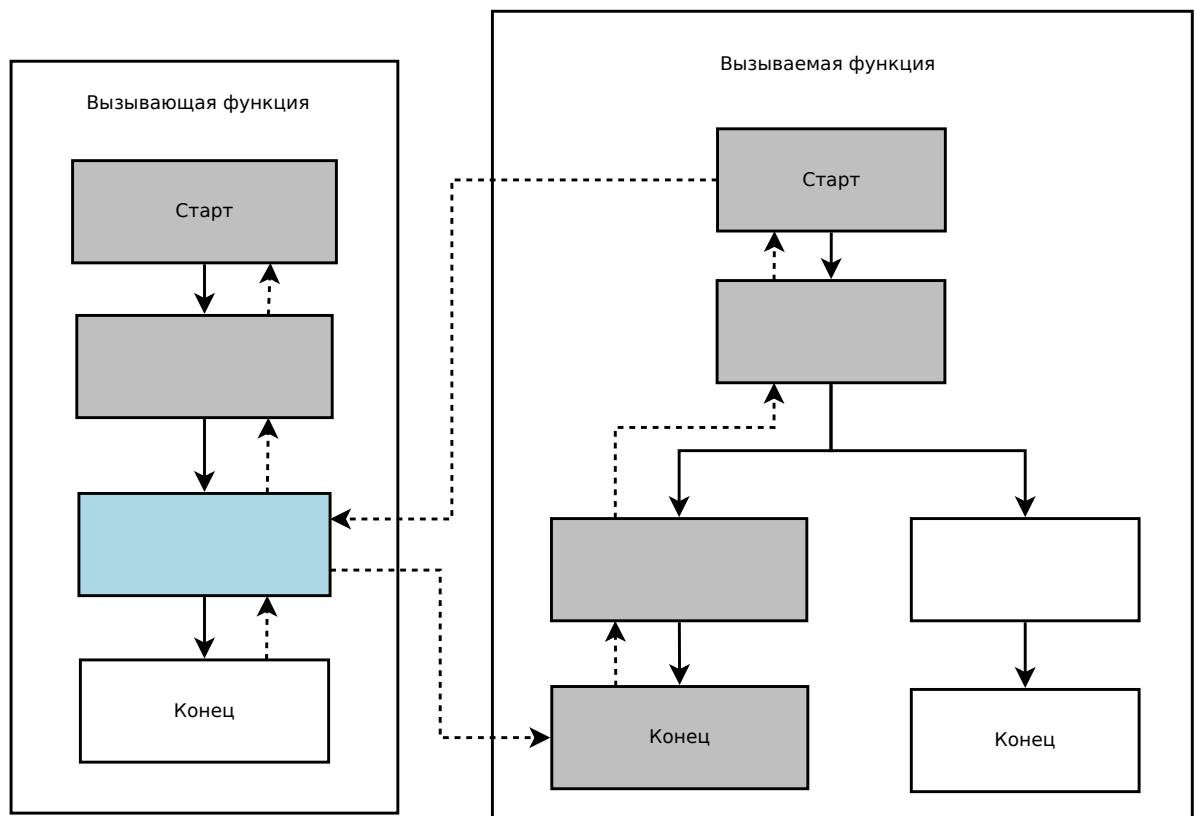 Вызывающая функция
Старт
Конец
Вызываемая функция
Старт
Конец
Конец